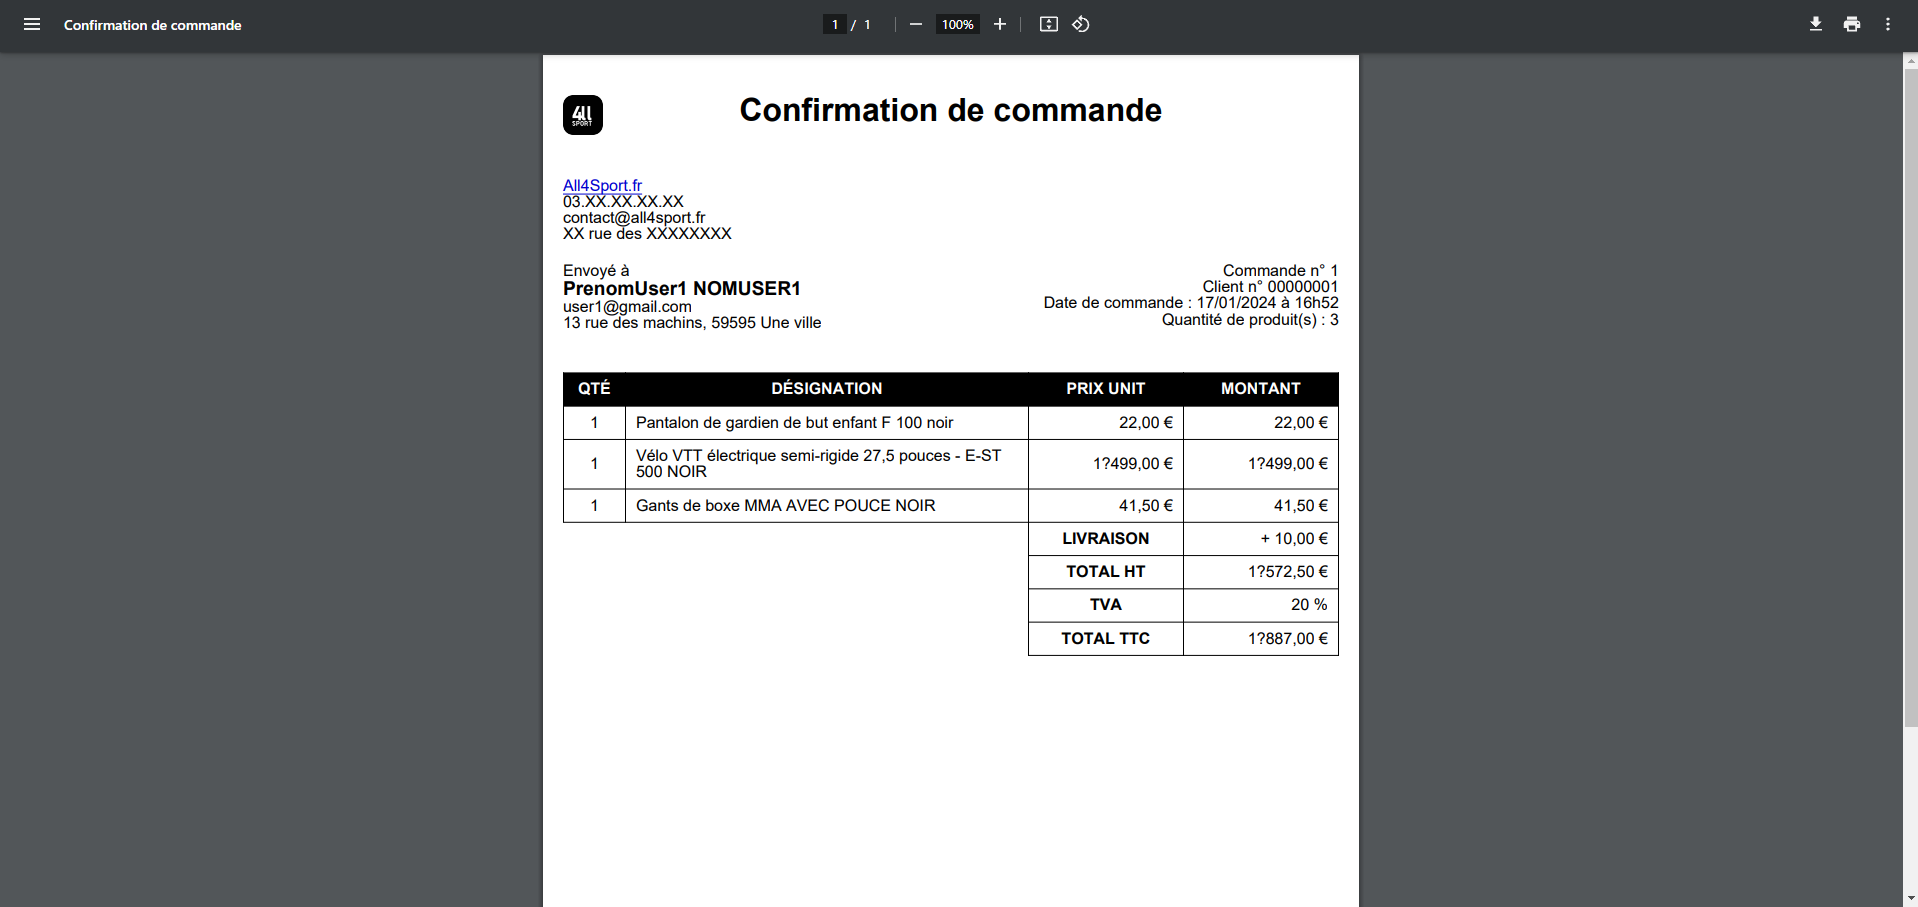 Confirmation de commande
1 / 1
100%
4ll
SPORT
Confirmation de commande
All4Sport.fr
03.XX.XX.XX.XX
contact@all4sport.fr
XX rue des XXXXXXXX
Envoyé à
PrenomUser1 NOMUSER1
user1@gmail.com
13 rue des machins, 59595 Une ville
Commande n° 1
Client n° 00000001
Date de commande : 17/01/2024 à 16h52
Quantité de produit(s) : 3
QTÉ DÉSIGNATION PRIX UNIT MONTANT
1 Pantalon de gardien de but enfant F 100 noir 22,00 € 22,00 €
1 Vélo VTT électrique semi-rigide 27,5 pouces - E-ST 1?499,00 € 1?499,00 €
500 NOIR
1 Gants de boxe MMA AVEC POUCE NOIR 41,50 € 41,50 €
LIVRAISON + 10,00 €
TOTAL HT 1?572,50 €
TVA 20 %
TOTAL TTC 1?887,00 €